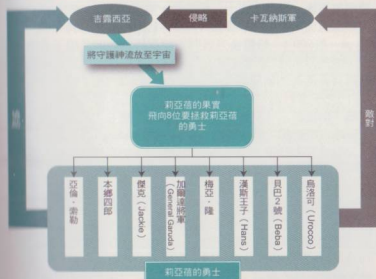 吉露西亞
侵略
卡瓦納斯軍
將守護神流放至宇宙
莉亞蓓的果實
飛向8位要拯救莉亞蓓
的勇士
敵對
亞倫・索勒
本鄉四郎
傑克（Jackie）
加爾達將軍
（General Garuda）
梅亞・隆
漢斯王子（Hans）
貝巴2號（Beba）
烏洛可（Urocco）
莉亞蓓的勇士